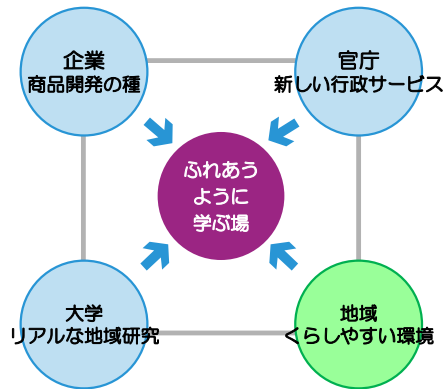 企業
商品開発の種
官庁
新しい行政サービス
ふれあう
ように
学ぶ場
大学
リアルな地域研究
地域
くらしやすい環境